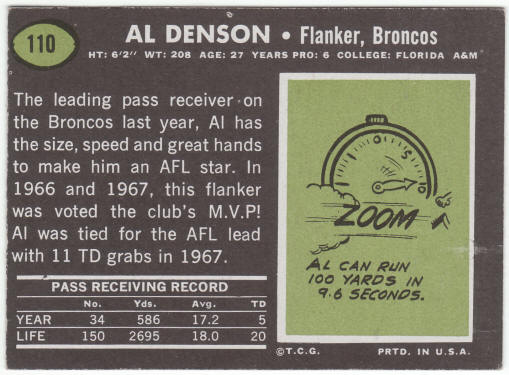 110
AL DENSON • Flanker, Broncos
HT: 6'2" WT: 208 AGE: 27 YEARS PRO: 6 COLLEGE: FLORIDA A&M
The leading pass receiver on
the Broncos last year, Al has
the size, speed and great hands
to make him an AFL star. In
1966 and 1967, this flanker
was voted the club's M.V.P!
Al was tied for the AFL lead
with 11 TD grabs in 1967.
PASS RECEIVING RECORD
No. Yds. Avg. TD
YEAR 34 586 17.2 5
LIFE 150 2695 18.0 20
0 5 10
ZOOM
AL CAN RUN
100 YARDS IN
9.6 SECONDS.
©T.C.G. PRTD. IN U.S.A.